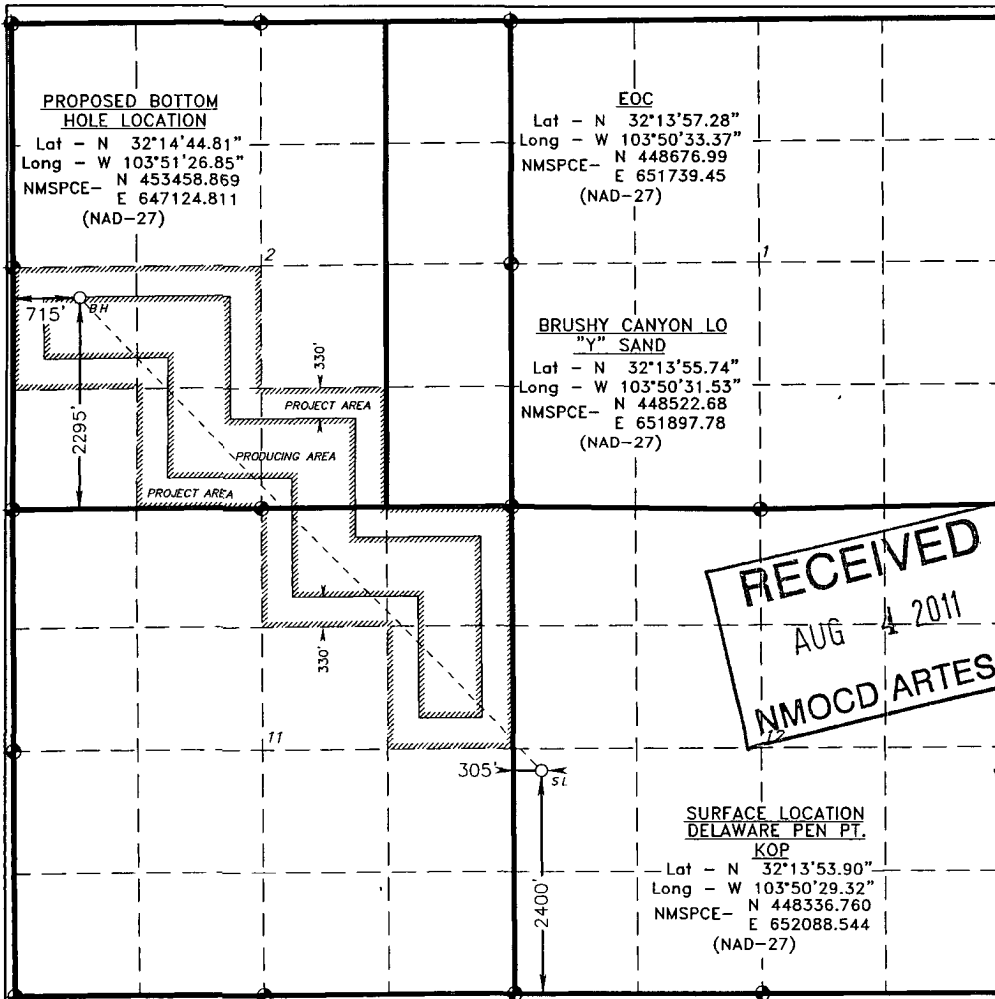 PROPOSED BOTTOM
HOLE LOCATION
Lat - N 32°14'44.81"
Long - W 103°51'26.85"
NMSPCE- N 453458.869
E 647124.811
(NAD-27)
EOC
Lat - N 32°13'57.28"
Long - W 103°50'33.37"
NMSPCE- N 448676.99
E 651739.45
(NAD-27)
2
1
715'
BH
330'
PROJECT AREA
BRUSHY CANYON LO
"Y" SAND
Lat - N 32°13'55.74"
Long - W 103°50'31.53"
NMSPCE- N 448522.68
E 651897.78
(NAD-27)
2295'
PRODUCING AREA
PROJECT AREA
330'
RECEIVED
AUG 4 2011
NMOCD ARTES
11
12
305'
SL
2400'
SURFACE LOCATION
DELAWARE PEN PT.
KOP
Lat - N 32°13'53.90"
Long - W 103°50'29.32"
NMSPCE- N 448336.760
E 652088.544
(NAD-27)